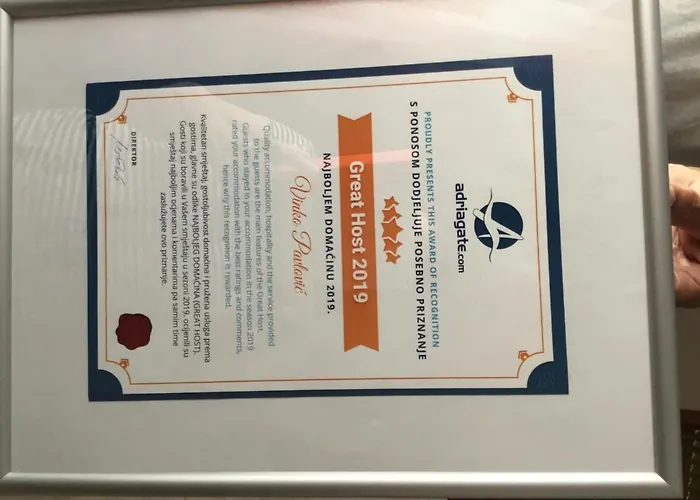 adriagate.com
PROUDLY PRESENTS THIS AWARD OF RECOGNITION
S PONOSOM DODJELJUJE POSEBNO PRIZNANJE
Great Host 2019
NAJBOLJEM DOMAĆINU 2019.
Vinko Pavlović
Quality accommodation, hospitality and the service provided
to the guests are the main features of the Great Host.
Guests who stayed in your accommodation in the season 2019
rated your accommodation with the best ratings and comments,
hence why this recognition is rewarded.
Kvalitetan smještaj, gostoljubivost domaćina i pružena usluga prema
gostima, glavne su odlike NAJBOLJEG DOMAĆINA (GREAT HOST).
Gosti koji su boravili u Vašem smještaju u sezoni 2019, ocijenili su
smještaj najboljim ocjenama i komentarima pa samim time
zaslužujete ovo priznanje.
DIREKTOR